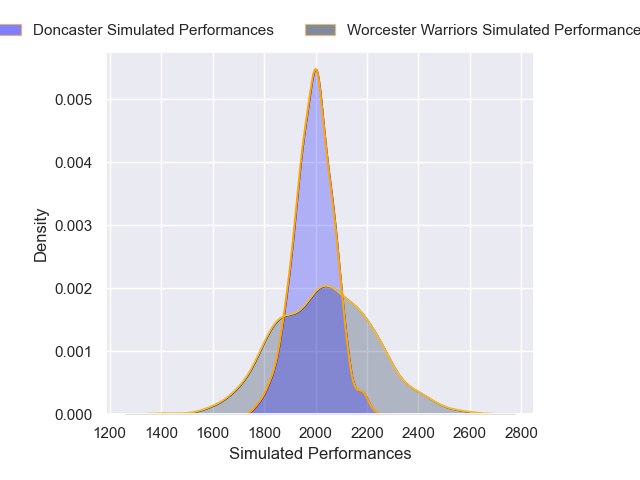 Doncaster Simulated Performances
Worcester Warriors Simulated Performance
0.005
0.004
0.003
0.002
0.001
0.000
Density
1200 1400 1600 1800 2000 2200 2400 2600 2800
Simulated Performances